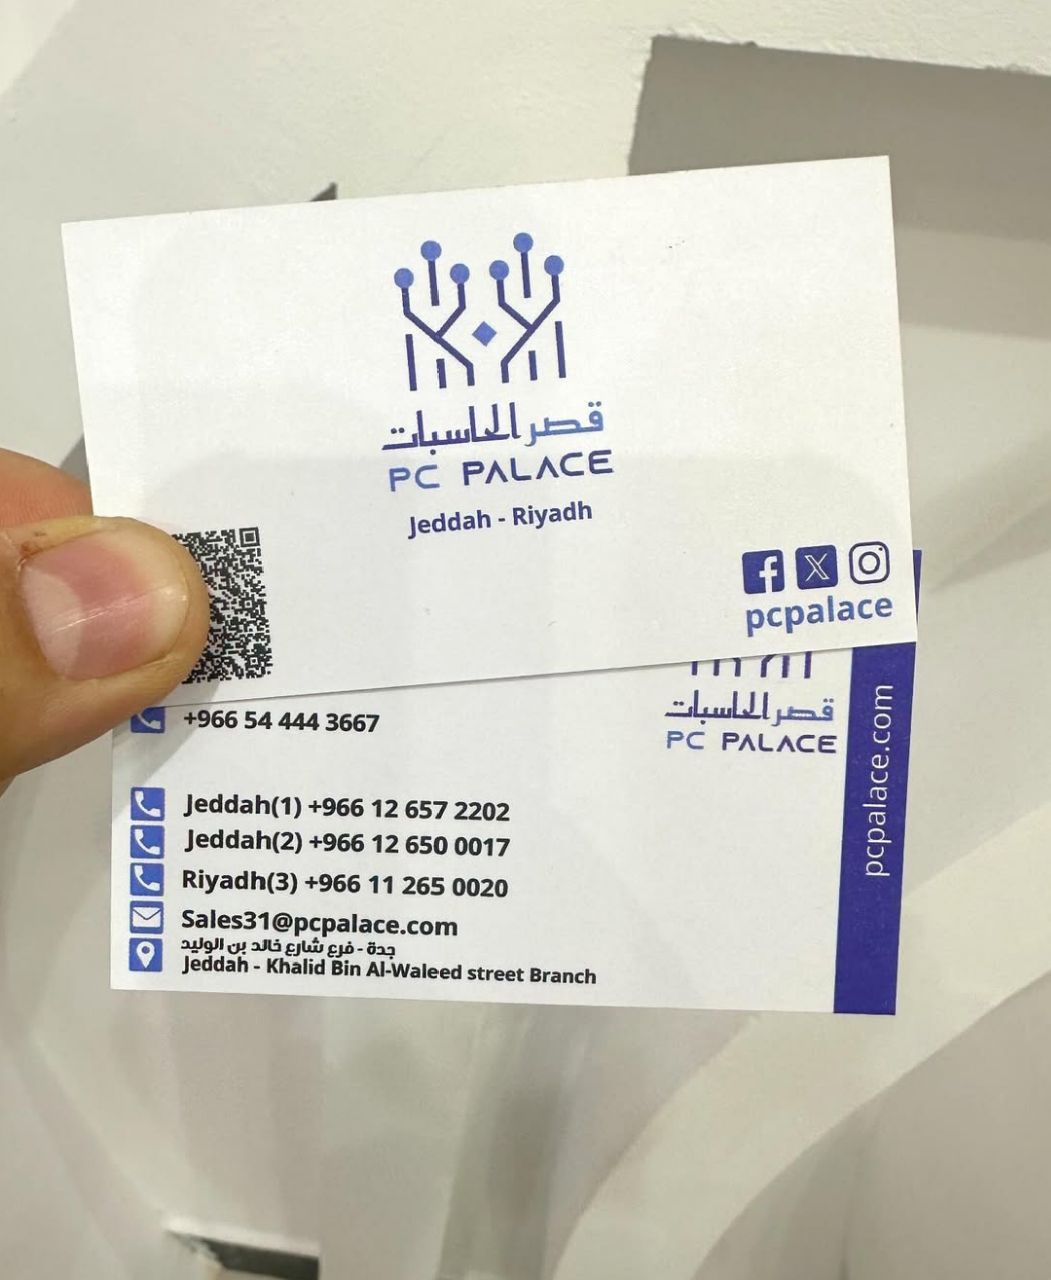 قصر الحاسبات
PC PALACE
Jeddah - Riyadh
pcpalace
+966 54 444 3667
قصر الحاسبات
PC PALACE
pcpalace.com
Jeddah(1) +966 12 657 2202
Jeddah(2) +966 12 650 0017
Riyadh(3) +966 11 265 0020
Sales31@pcpalace.com
جدة - فرع شارع خالد بن الوليد
Jeddah - Khalid Bin Al-Waleed street Branch